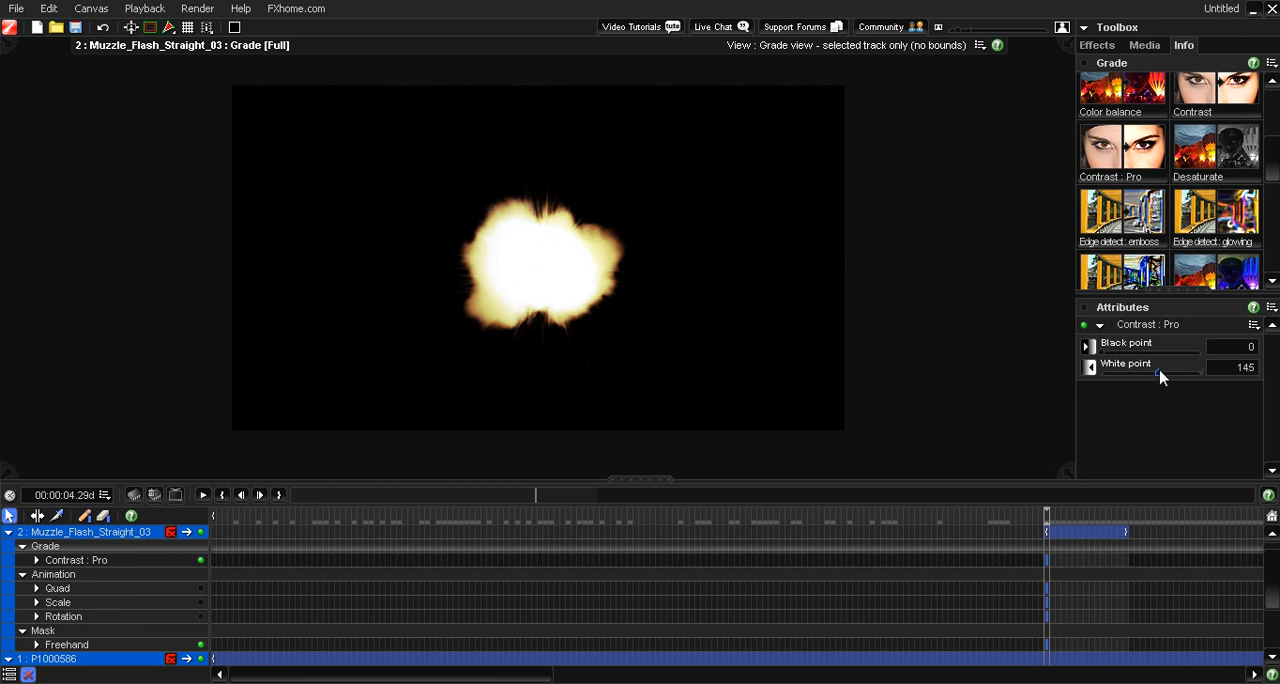 File Edit Canvas Playback Render Help FXhome.com Untitled
Video Tutorials tute Live Chat Support Forums Community Toolbox
2 : Muzzle_Flash_Straight_03 : Grade [Full] View : Grade view - selected track only (no bounds) Effects Media Info
Grade
Color balance Contrast
Contrast : Pro Desaturate
Edge detect : emboss Edge detect : glowing
Attributes
Contrast : Pro
Black point 0
White point 145
00:00:04.29d
2 : Muzzle_Flash_Straight_03
Grade
Contrast : Pro
Animation
Quad
Scale
Rotation
Mask
Freehand
1 : P1000586